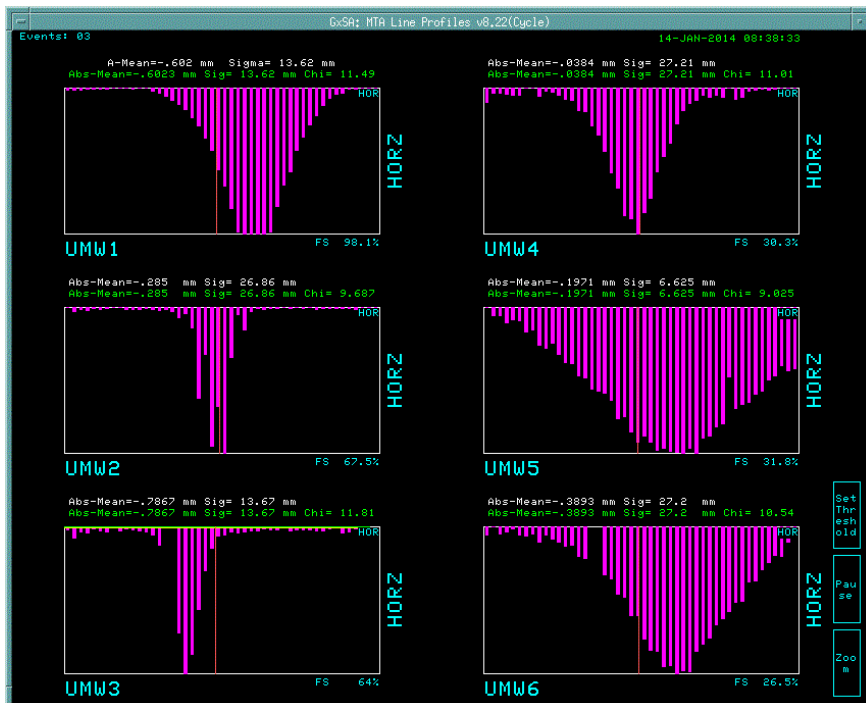 GxSA: MTA Line Profiles v8.22(Cycle)
Events: 03
14-JAN-2014 08:38:33
A-Mean=-.602 mm Sigma= 13.62 mm
Abs-Mean=-.6023 mm Sig= 13.62 mm Chi= 11.49
HOR
HORZ
UMW1
FS 98.1%
Abs-Mean=-.0384 mm Sig= 27.21 mm
Abs-Mean=-.0384 mm Sig= 27.21 mm Chi= 11.01
HOR
HORZ
UMW4
FS 30.3%
Abs-Mean=-.285 mm Sig= 26.86 mm
Abs-Mean=-.285 mm Sig= 26.86 mm Chi= 9.687
HOR
HORZ
UMW2
FS 67.5%
Abs-Mean=-.1971 mm Sig= 6.625 mm
Abs-Mean=-.1971 mm Sig= 6.625 mm Chi= 9.025
HOR
HORZ
UMW5
FS 31.8%
Abs-Mean=-.7867 mm Sig= 13.67 mm
Abs-Mean=-.7867 mm Sig= 13.67 mm Chi= 11.81
HOR
HORZ
UMW3
FS 64%
Abs-Mean=-.3893 mm Sig= 27.2 mm
Abs-Mean=-.3893 mm Sig= 27.2 mm Chi= 10.54
HOR
HORZ
UMW6
FS 26.5%
Set
Thr
esh
old
Pau
se
Zoo
m